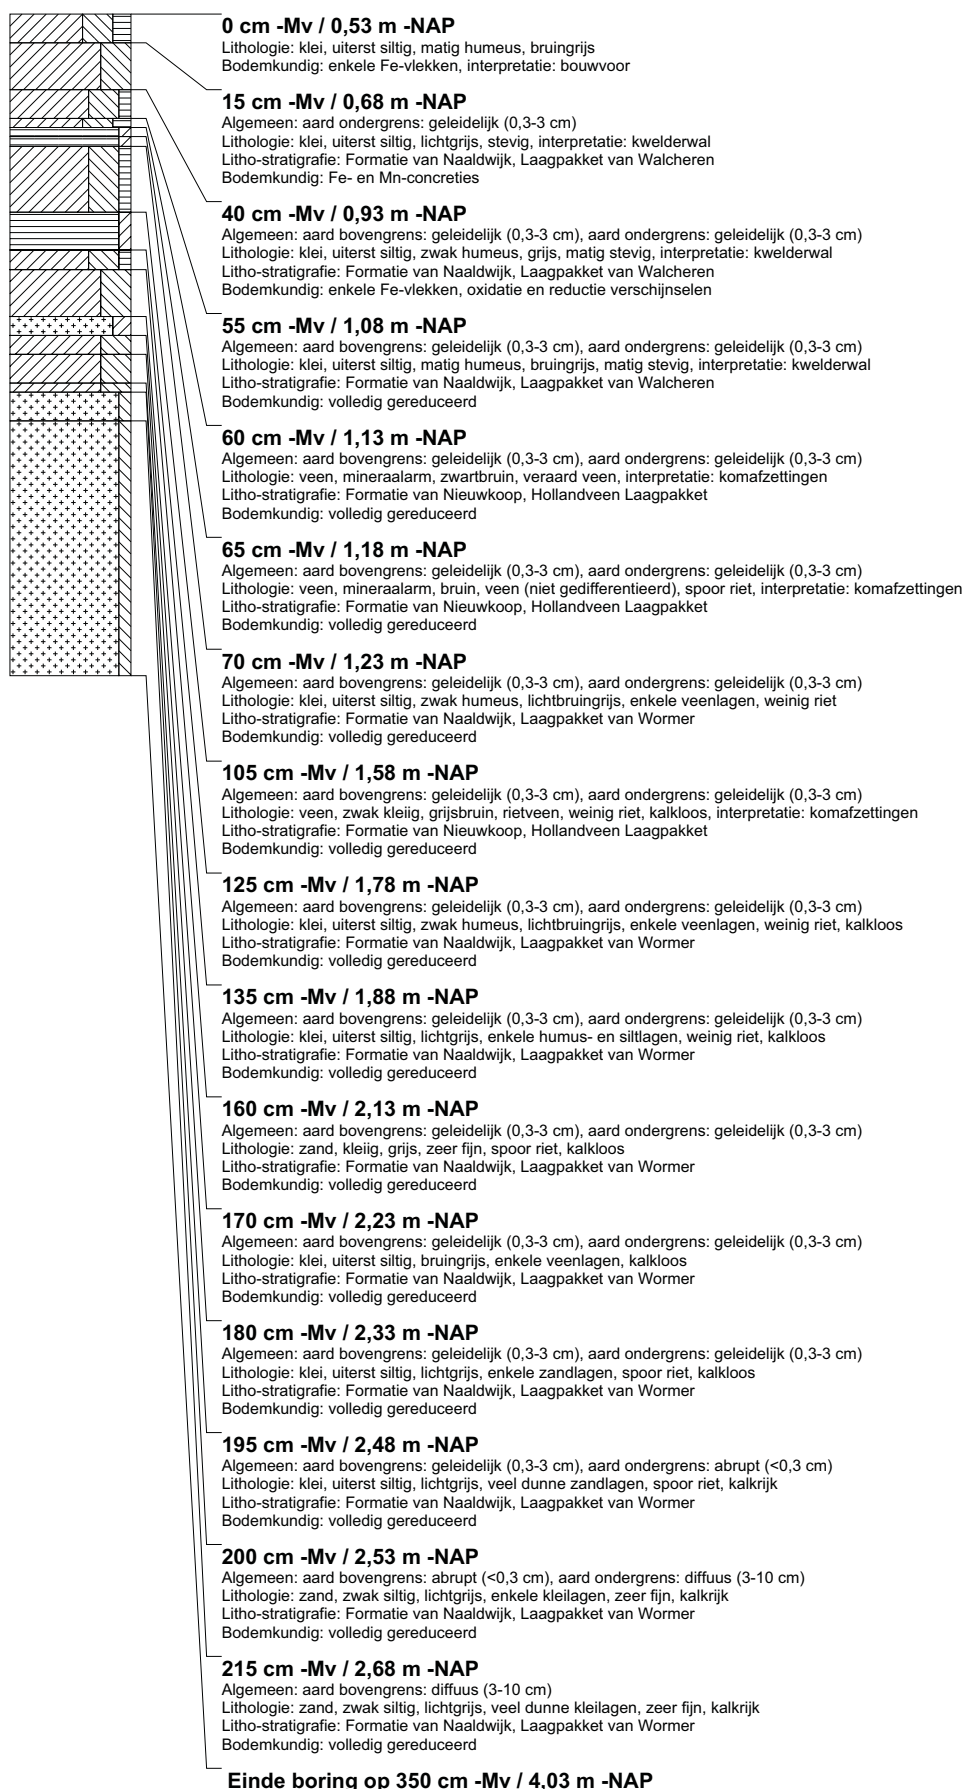 0 cm -Mv / 0,53 m -NAP
Lithologie: klei, uiterst siltig, matig humeus, bruingrijs
Bodemkundig: enkele Fe-vlekken, interpretatie: bouwvoor
15 cm -Mv / 0,68 m -NAP
Algemeen: aard ondergrens: geleidelijk (0,3-3 cm)
Lithologie: klei, uiterst siltig, lichtgrijs, stevig, interpretatie: kwelderwal
Litho-stratigrafie: Formatie van Naaldwijk, Laagpakket van Walcheren
Bodemkundig: Fe- en Mn-concreties
40 cm -Mv / 0,93 m -NAP
Algemeen: aard bovengrens: geleidelijk (0,3-3 cm), aard ondergrens: geleidelijk (0,3-3 cm)
Lithologie: klei, uiterst siltig, zwak humeus, grijs, matig stevig, interpretatie: kwelderwal
Litho-stratigrafie: Formatie van Naaldwijk, Laagpakket van Walcheren
Bodemkundig: enkele Fe-vlekken, oxidatie en reductie verschijnselen
55 cm -Mv / 1,08 m -NAP
Algemeen: aard bovengrens: geleidelijk (0,3-3 cm), aard ondergrens: geleidelijk (0,3-3 cm)
Lithologie: klei, uiterst siltig, matig humeus, bruingrijs, matig stevig, interpretatie: kwelderwal
Litho-stratigrafie: Formatie van Naaldwijk, Laagpakket van Walcheren
Bodemkundig: volledig gereduceerd
60 cm -Mv / 1,13 m -NAP
Algemeen: aard bovengrens: geleidelijk (0,3-3 cm), aard ondergrens: geleidelijk (0,3-3 cm)
Lithologie: veen, mineraalarm, zwartbruin, veraard veen, interpretatie: komafzettingen
Litho-stratigrafie: Formatie van Nieuwkoop, Hollandveen Laagpakket
Bodemkundig: volledig gereduceerd
65 cm -Mv / 1,18 m -NAP
Algemeen: aard bovengrens: geleidelijk (0,3-3 cm), aard ondergrens: geleidelijk (0,3-3 cm)
Lithologie: veen, mineraalarm, bruin, veen (niet gedifferentieerd), spoor riet, interpretatie: komafzettingen
Litho-stratigrafie: Formatie van Nieuwkoop, Hollandveen Laagpakket
Bodemkundig: volledig gereduceerd
70 cm -Mv / 1,23 m -NAP
Algemeen: aard bovengrens: geleidelijk (0,3-3 cm), aard ondergrens: geleidelijk (0,3-3 cm)
Lithologie: klei, uiterst siltig, zwak humeus, lichtbruingrijs, enkele veenlagen, weinig riet
Litho-stratigrafie: Formatie van Naaldwijk, Laagpakket van Wormer
Bodemkundig: volledig gereduceerd
105 cm -Mv / 1,58 m -NAP
Algemeen: aard bovengrens: geleidelijk (0,3-3 cm), aard ondergrens: geleidelijk (0,3-3 cm)
Lithologie: veen, zwak kleiig, grijsbruin, rietveen, weinig riet, kalkloos, interpretatie: komafzettingen
Litho-stratigrafie: Formatie van Nieuwkoop, Hollandveen Laagpakket
Bodemkundig: volledig gereduceerd
125 cm -Mv / 1,78 m -NAP
Algemeen: aard bovengrens: geleidelijk (0,3-3 cm), aard ondergrens: geleidelijk (0,3-3 cm)
Lithologie: klei, uiterst siltig, zwak humeus, lichtbruingrijs, enkele veenlagen, weinig riet, kalkloos
Litho-stratigrafie: Formatie van Naaldwijk, Laagpakket van Wormer
Bodemkundig: volledig gereduceerd
135 cm -Mv / 1,88 m -NAP
Algemeen: aard bovengrens: geleidelijk (0,3-3 cm), aard ondergrens: geleidelijk (0,3-3 cm)
Lithologie: klei, uiterst siltig, lichtgrijs, enkele humus- en siltlagen, weinig riet, kalkloos
Litho-stratigrafie: Formatie van Naaldwijk, Laagpakket van Wormer
Bodemkundig: volledig gereduceerd
160 cm -Mv / 2,13 m -NAP
Algemeen: aard bovengrens: geleidelijk (0,3-3 cm), aard ondergrens: geleidelijk (0,3-3 cm)
Lithologie: zand, kleiig, grijs, zeer fijn, spoor riet, kalkloos
Litho-stratigrafie: Formatie van Naaldwijk, Laagpakket van Wormer
Bodemkundig: volledig gereduceerd
170 cm -Mv / 2,23 m -NAP
Algemeen: aard bovengrens: geleidelijk (0,3-3 cm), aard ondergrens: geleidelijk (0,3-3 cm)
Lithologie: klei, uiterst siltig, bruingrijs, enkele veenlagen, kalkloos
Litho-stratigrafie: Formatie van Naaldwijk, Laagpakket van Wormer
Bodemkundig: volledig gereduceerd
180 cm -Mv / 2,33 m -NAP
Algemeen: aard bovengrens: geleidelijk (0,3-3 cm), aard ondergrens: geleidelijk (0,3-3 cm)
Lithologie: klei, uiterst siltig, lichtgrijs, enkele zandlagen, spoor riet, kalkloos
Litho-stratigrafie: Formatie van Naaldwijk, Laagpakket van Wormer
Bodemkundig: volledig gereduceerd
195 cm -Mv / 2,48 m -NAP
Algemeen: aard bovengrens: geleidelijk (0,3-3 cm), aard ondergrens: abrupt (<0,3 cm)
Lithologie: klei, uiterst siltig, lichtgrijs, veel dunne zandlagen, spoor riet, kalkrijk
Litho-stratigrafie: Formatie van Naaldwijk, Laagpakket van Wormer
Bodemkundig: volledig gereduceerd
200 cm -Mv / 2,53 m -NAP
Algemeen: aard bovengrens: abrupt (<0,3 cm), aard ondergrens: diffuus (3-10 cm)
Lithologie: zand, zwak siltig, lichtgrijs, enkele kleilagen, zeer fijn, kalkrijk
Litho-stratigrafie: Formatie van Naaldwijk, Laagpakket van Wormer
Bodemkundig: volledig gereduceerd
215 cm -Mv / 2,68 m -NAP
Algemeen: aard bovengrens: diffuus (3-10 cm)
Lithologie: zand, zwak siltig, lichtgrijs, veel dunne kleilagen, zeer fijn, kalkrijk
Litho-stratigrafie: Formatie van Naaldwijk, Laagpakket van Wormer
Bodemkundig: volledig gereduceerd
Einde boring op 350 cm -Mv / 4,03 m -NAP